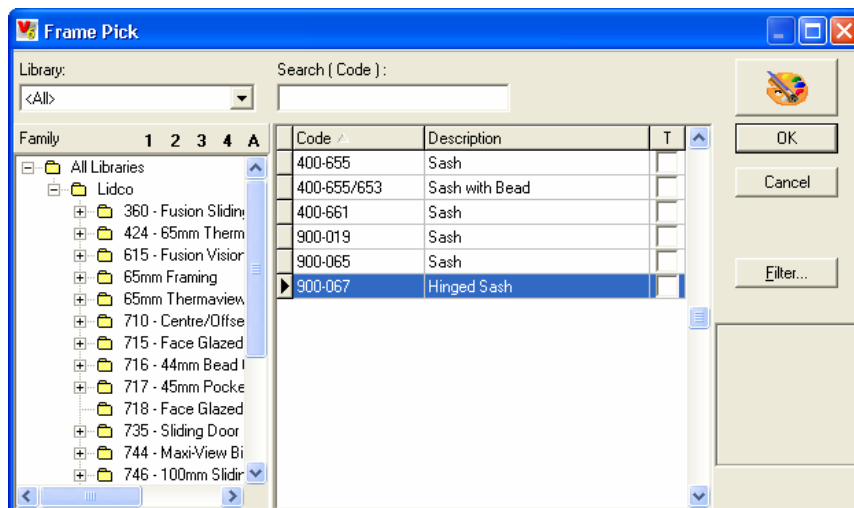 Frame Pick
Library:
<All>
Search ( Code ) :
Family 1 2 3 4 A
All Libraries
Lidco
360 - Fusion Sliding
424 - 65mm Therm
615 - Fusion Vision
65mm Framing
65mm Thermaview
710 - Centre/Offse
715 - Face Glazed
716 - 44mm Bead
717 - 45mm Pocke
718 - Face Glazed
735 - Sliding Door
744 - Maxi-View Bi
746 - 100mm Slidin
Code Description T
400-655 Sash
400-655/653 Sash with Bead
400-661 Sash
900-019 Sash
900-065 Sash
900-067 Hinged Sash
OK
Cancel
Filter...